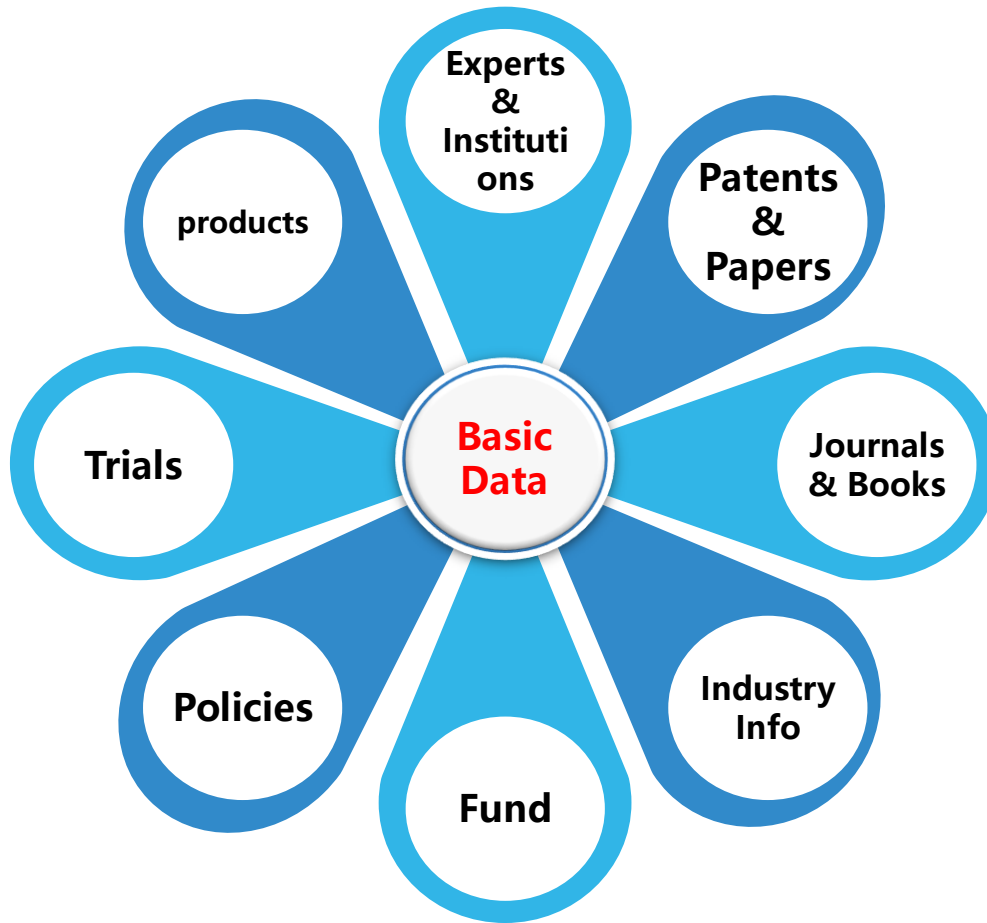 Experts
&
Instituti
ons
Patents
&
Papers
Journals
& Books
Industry
Info
Fund
Policies
Trials
products
Basic
Data